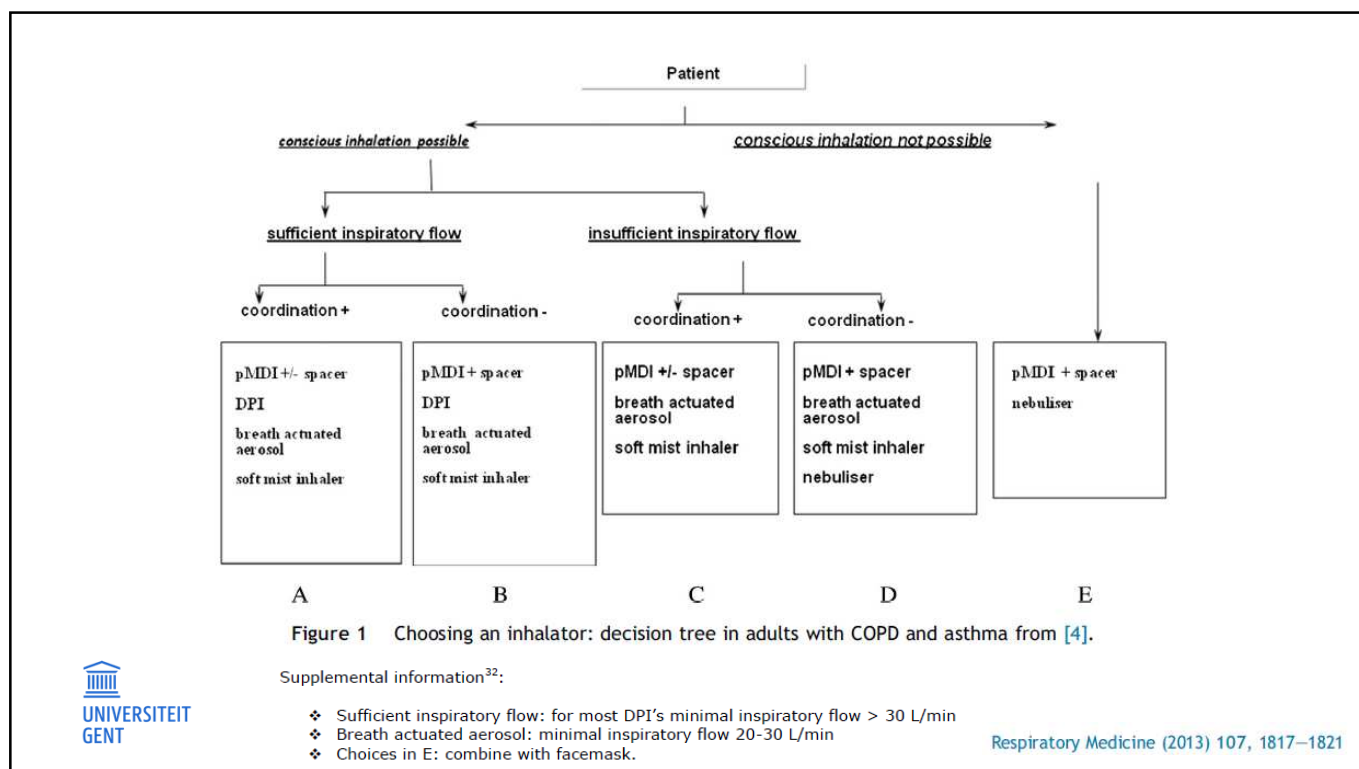 Patient
conscious inhalation possible
conscious inhalation not possible
sufficient inspiratory flow
insufficient inspiratory flow
coordination +
coordination -
coordination +
coordination -
pMDI +/- spacer
DPI
breath actuated
aerosol
soft mist inhaler
pMDI + spacer
DPI
breath actuated
aerosol
soft mist inhaler
pMDI +/- spacer
breath actuated
aerosol
soft mist inhaler
pMDI + spacer
breath actuated
aerosol
soft mist inhaler
nebuliser
pMDI + spacer
nebuliser
A B C D E
Figure 1 Choosing an inhalator: decision tree in adults with COPD and asthma from [4].
Supplemental information32:
❖ Sufficient inspiratory flow: for most DPI's minimal inspiratory flow > 30 L/min
❖ Breath actuated aerosol: minimal inspiratory flow 20-30 L/min
❖ Choices in E: combine with facemask.
UNIVERSITEIT
GENT
Respiratory Medicine (2013) 107, 1817–1821